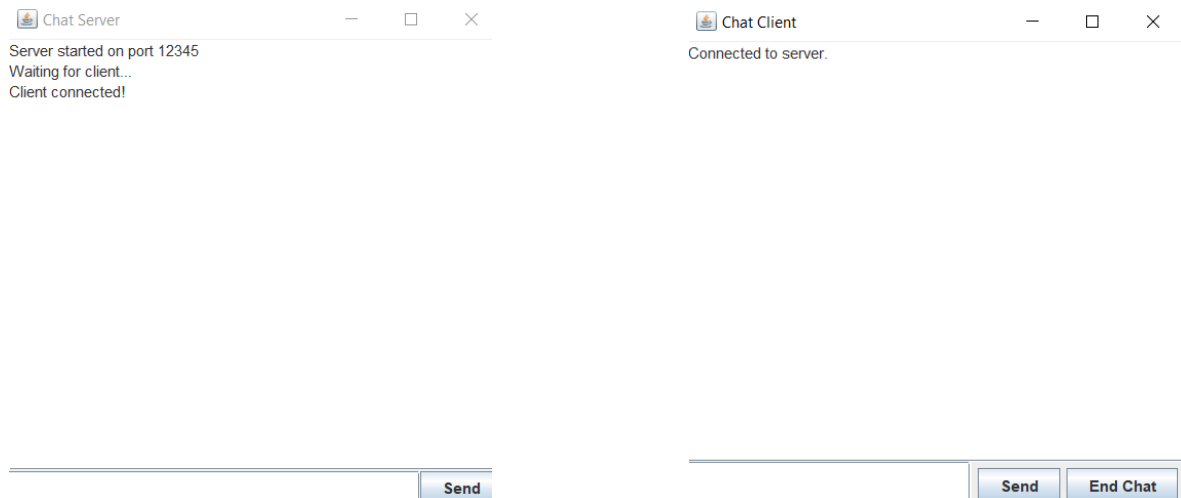 Chat Server
Server started on port 12345
Waiting for client...
Client connected!
Send
Chat Client
Connected to server.
Send
End Chat